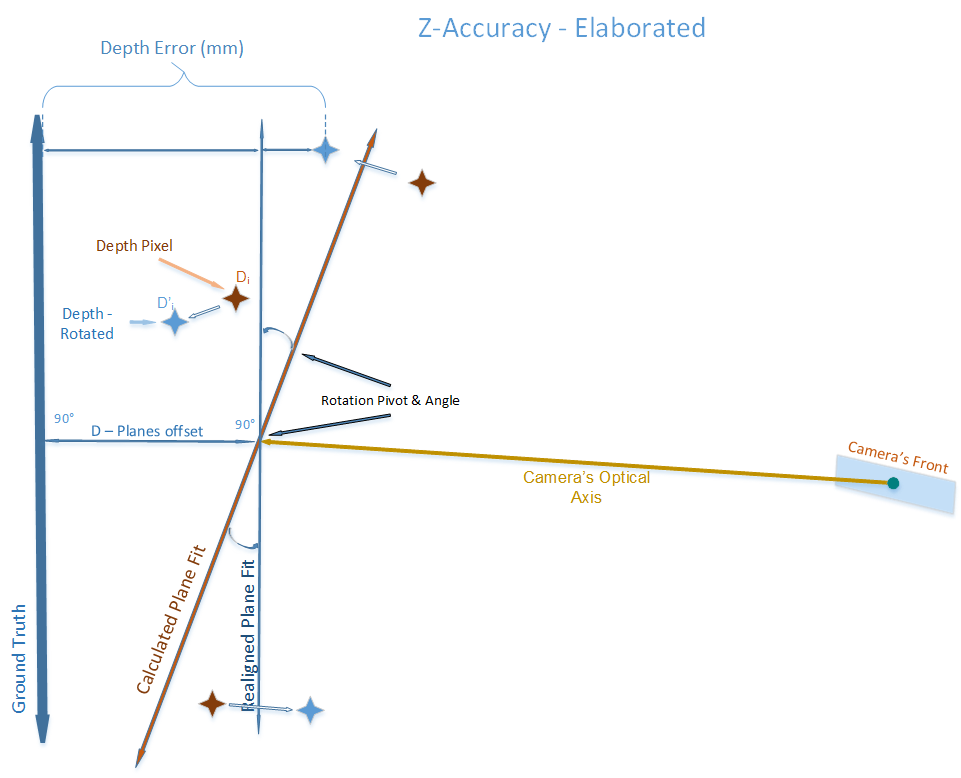 Z-Accuracy - Elaborated
Depth Error (mm)
Depth Pixel
Di
D'i
Depth -
Rotated
Rotation Pivot & Angle
90°
90°
D – Planes offset
Camera's Front
Camera's Optical
Axis
Calculated Plane Fit
Realigned Plane Fit
Ground Truth